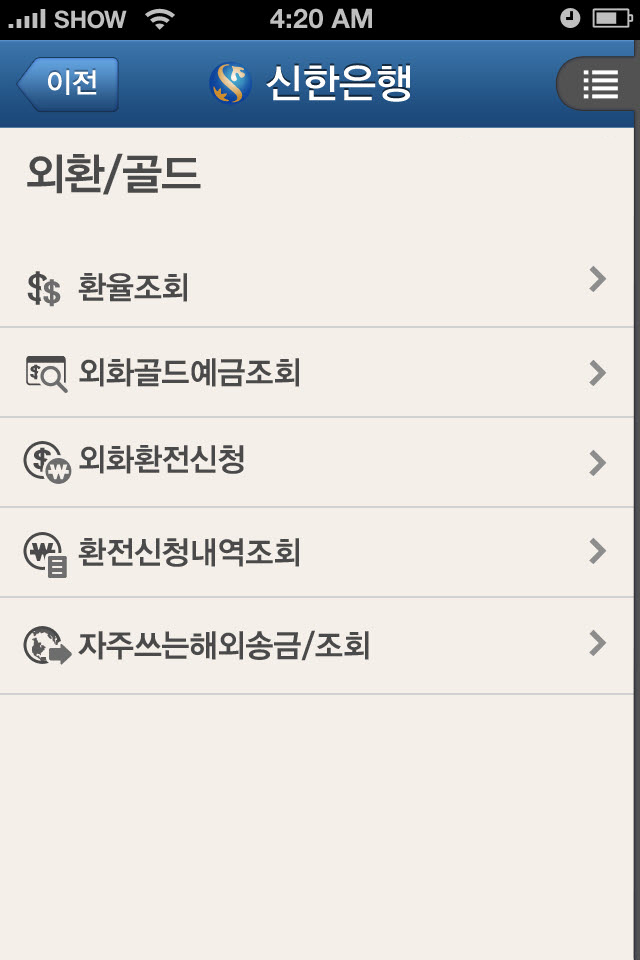 SHOW 4:20 AM
이전 신한은행
외환/골드
환율조회
외화골드예금조회
외화환전신청
환전신청내역조회
자주쓰는해외송금/조회